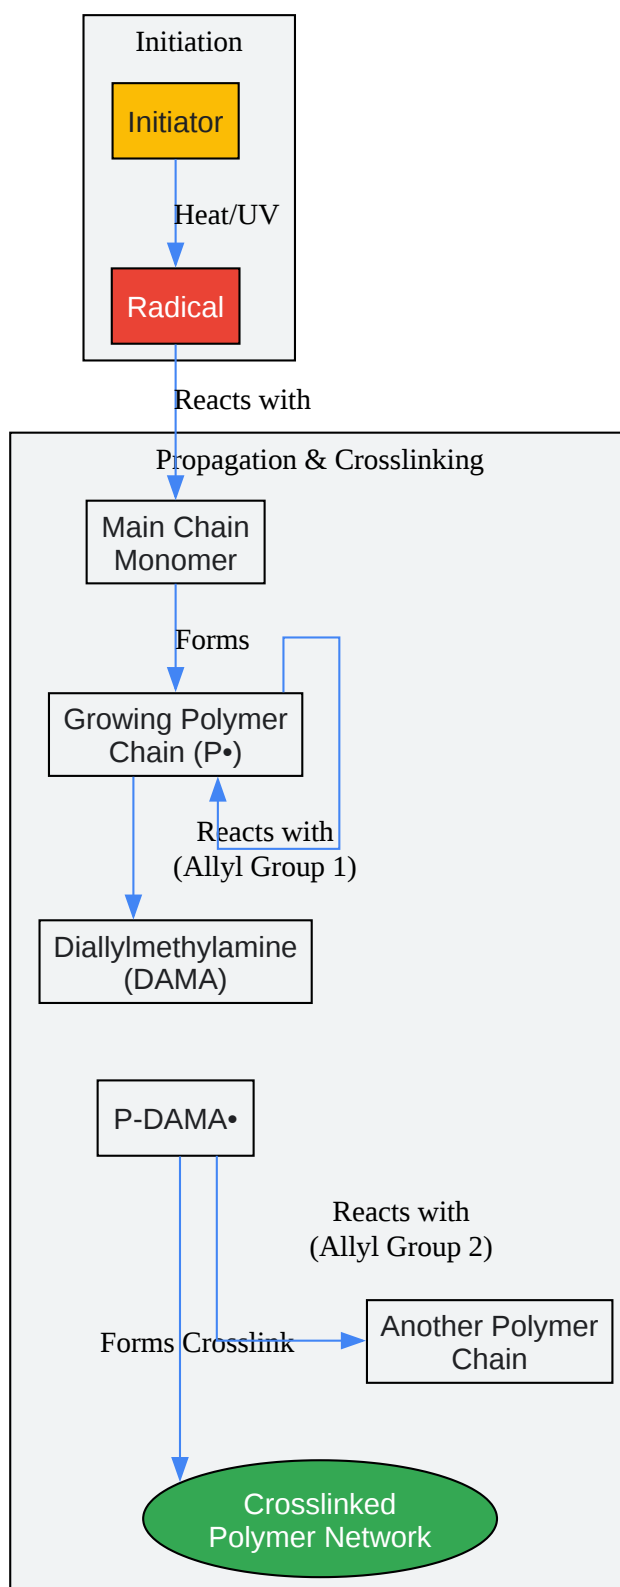 Initiation
Initiator
Heat/UV
Radical
Reacts with
Propagation & Crosslinking
Main Chain
Monomer
Forms
Growing Polymer
Chain (P•)
Reacts with
(Allyl Group 1)
Diallylmethylamine
(DAMA)
P-DAMA•
Reacts with
(Allyl Group 2)
Forms Crosslink
Another Polymer
Chain
Crosslinked
Polymer Network